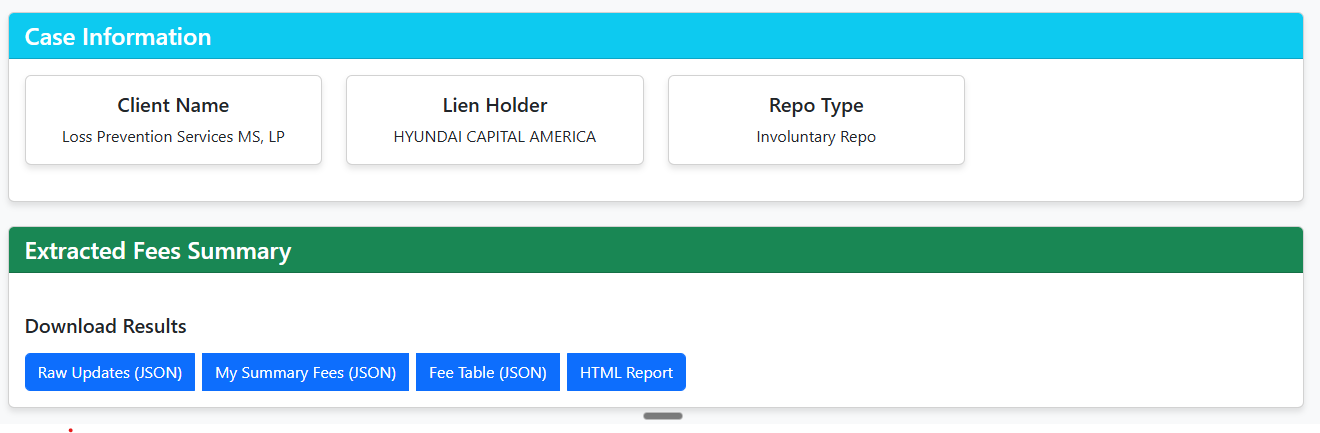 Case Information
Client Name
Loss Prevention Services MS, LP
Lien Holder
HYUNDAI CAPITAL AMERICA
Repo Type
Involuntary Repo
Extracted Fees Summary
Download Results
Raw Updates (JSON)
My Summary Fees (JSON)
Fee Table (JSON)
HTML Report